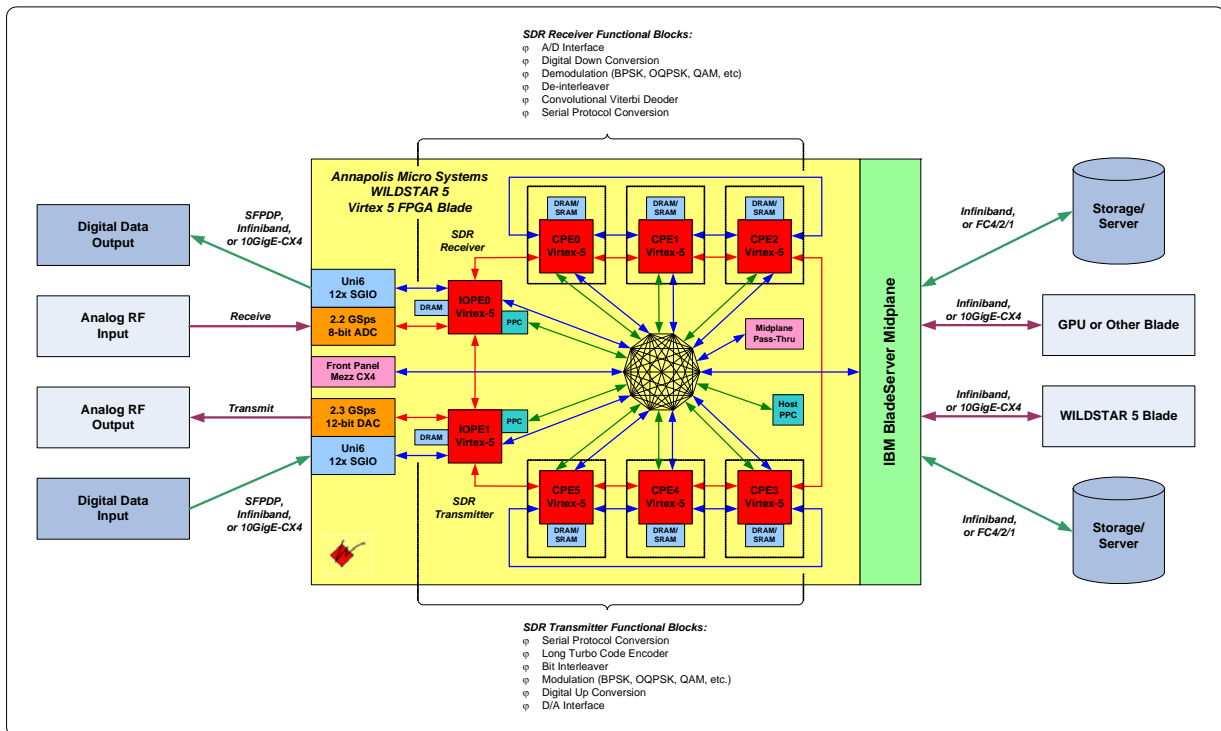 SDR Receiver Functional Blocks:
φ A/D Interface
φ Digital Down Conversion
φ Demodulation (BPSK, OQPSK, QAM, etc)
φ De-interleaver
φ Convolutional Viterbi Deoder
φ Serial Protocol Conversion
Annapolis Micro Systems
WILDSTAR 5
Virtex 5 FPGA Blade
Digital Data
Output
SFPDP,
Infiniband,
or 10GigE-CX4
Analog RF
Input
Receive
Analog RF
Output
Transmit
Digital Data
Input
SFPDP,
Infiniband,
or 10GigE-CX4
Uni6
12x SGIO
2.2 GSps
8-bit ADC
Front Panel
Mezz CX4
2.3 GSps
12-bit DAC
Uni6
12x SGIO
SDR
Receiver
IOPE0
Virtex-5
DRAM
PPC
IOPE1
Virtex-5
DRAM
PPC
SDR
Transmitter
DRAM/
SRAM
CPE0
Virtex-5
DRAM/
SRAM
CPE1
Virtex-5
DRAM/
SRAM
CPE2
Virtex-5
Midplane
Pass-Thru
Host
PPC
CPE5
Virtex-5
DRAM/
SRAM
CPE4
Virtex-5
DRAM/
SRAM
CPE3
Virtex-5
DRAM/
SRAM
IBM BladeServer Midplane
Infiniband,
or FC4/2/1
Storage/
Server
Infiniband,
or 10GigE-CX4
GPU or Other Blade
Infiniband,
or 10GigE-CX4
WILDSTAR 5 Blade
Infiniband,
or FC4/2/1
Storage/
Server
SDR Transmitter Functional Blocks:
φ Serial Protocol Conversion
φ Long Turbo Code Encoder
φ Bit Interleaver
φ Modulation (BPSK, OQPSK, QAM, etc.)
φ Digital Up Conversion
φ D/A Interface